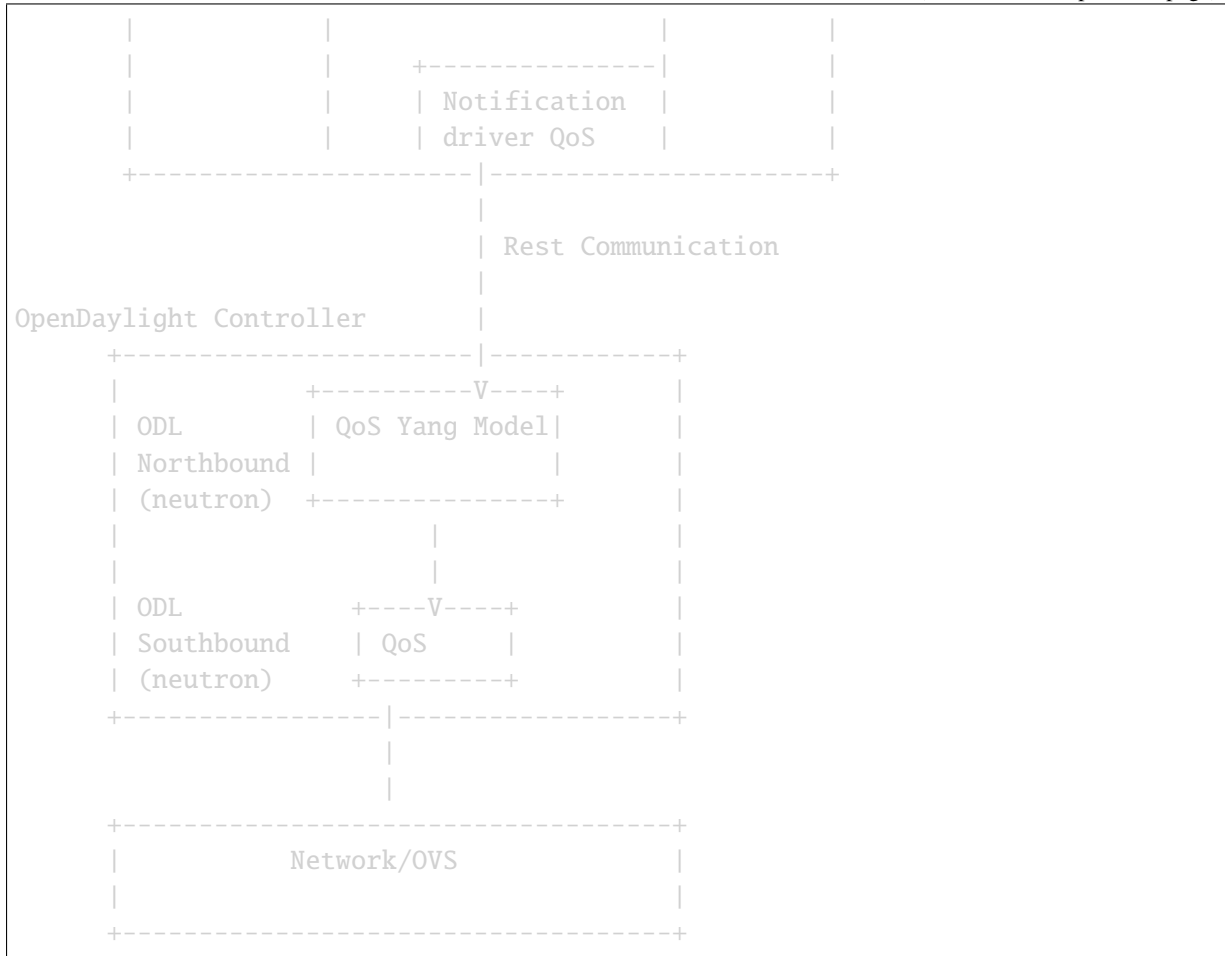 |            |                     |          |
|            |     +---------------|          |
|            |     | Notification  |          |
|            |     | driver QoS    |          |
+----------------------|----------------------+
|
| Rest Communication
|
OpenDaylight Controller       |
+-----------------------|------------+
|            +----------V----+       |
| ODL        | QoS Yang Model|       |
| Northbound |               |       |
| (neutron)  +---------------+       |
|                    |               |
|                    |               |
| ODL           +----V----+          |
| Southbound    | QoS     |          |
| (neutron)     +---------+          |
+-----------------|------------------+
|
|
+------------------------------------+
|           Network/OVS              |
|                                    |
+------------------------------------+